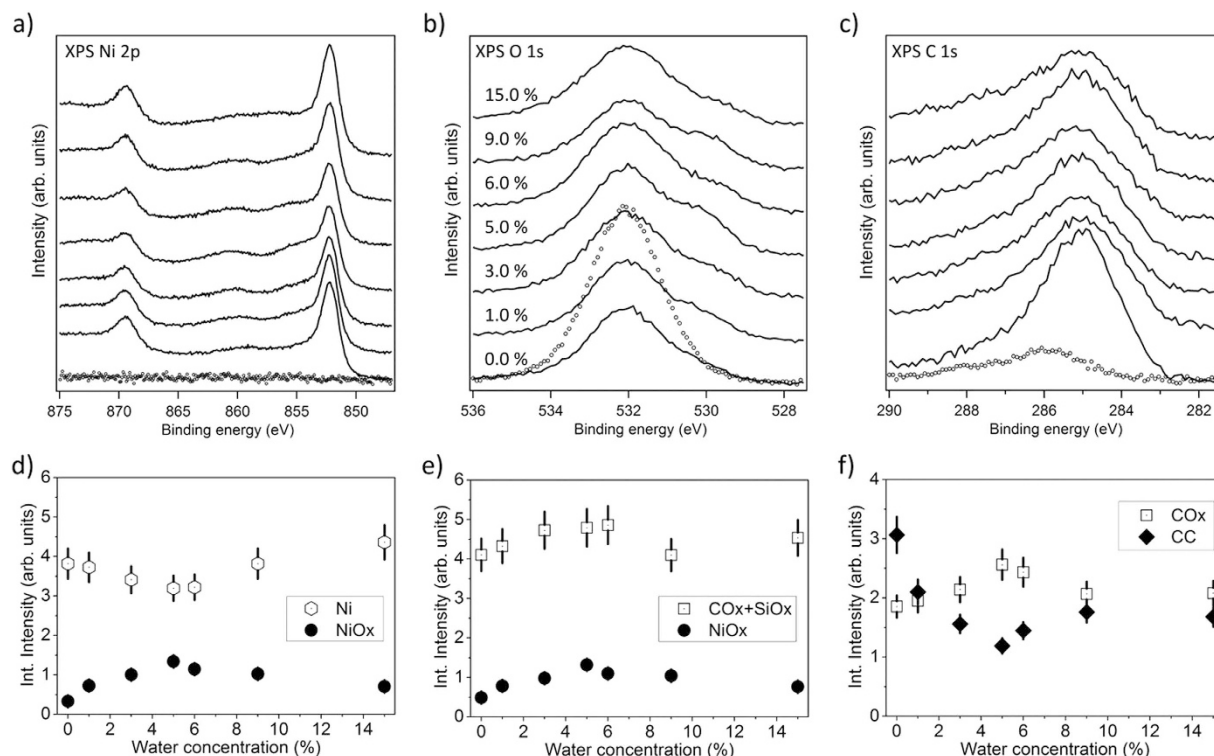 a)
XPS Ni 2p
Intensity (arb. units)
875 870 865 860 855 850
Binding energy (eV)
b)
XPS O 1s
15.0 %
9.0 %
6.0 %
5.0 %
3.0 %
1.0 %
0.0 %
Intensity (arb. units)
536 534 532 530 528
Binding energy (eV)
c)
XPS C 1s
Intensity (arb. units)
290 288 286 284 282
Binding energy (eV)
d)
Int. Intensity (arb. units)
6
5
4
3
2
1
0
Ni
NiOx
0 2 4 6 8 10 12 14
Water concentration (%)
e)
Int. Intensity (arb. units)
6
5
4
3
2
1
0
COx+SiOx
NiOx
0 2 4 6 8 10 12 14
Water concentration (%)
f)
Int. Intensity (arb. units)
4
3
2
1
0
COx
CC
0 2 4 6 8 10 12 14
Water concentration (%)